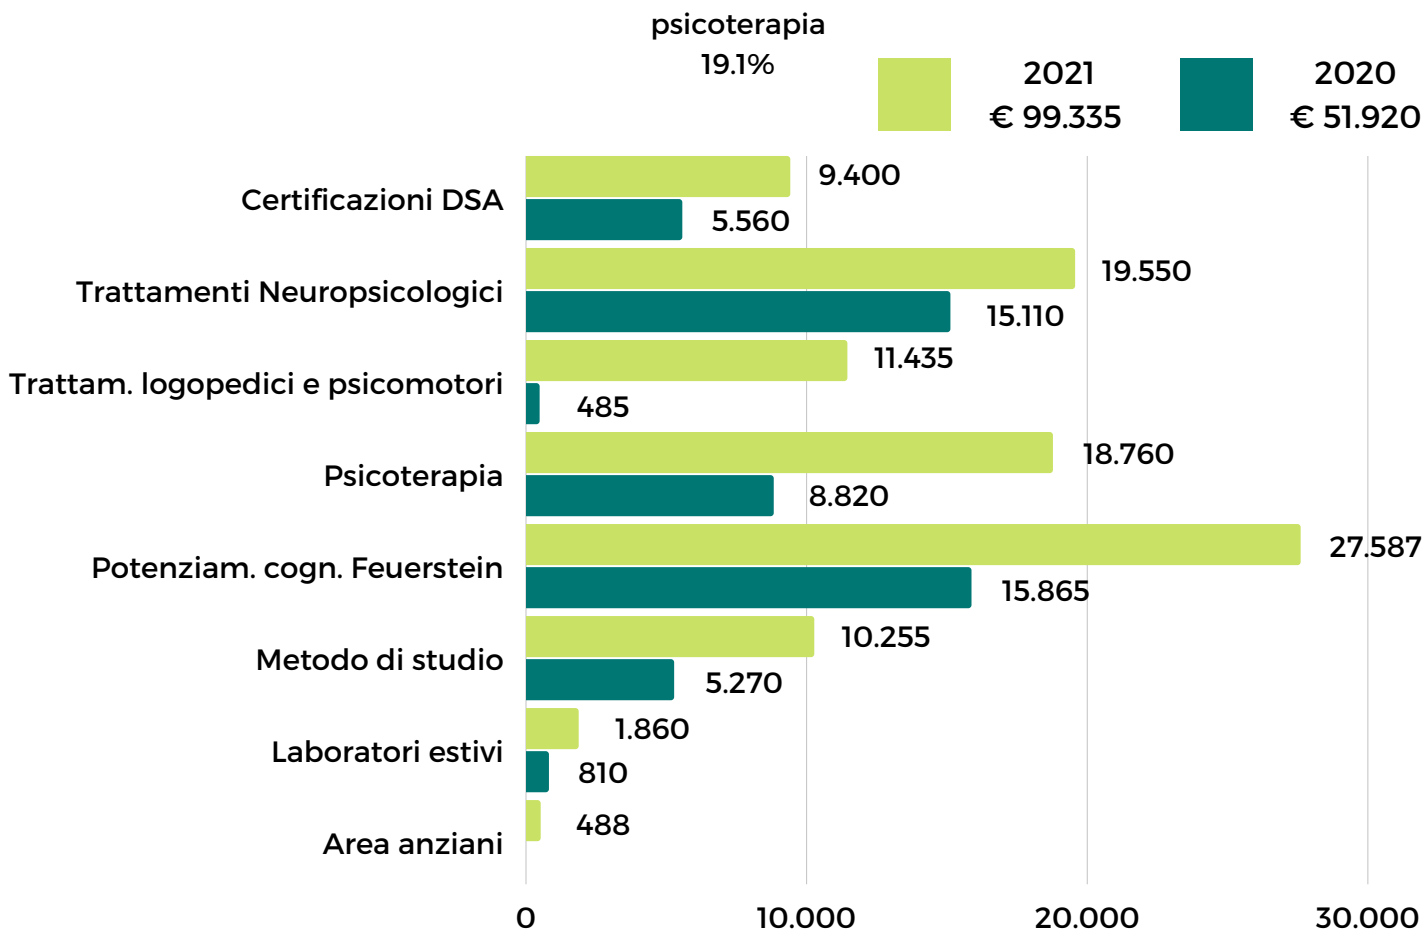 psicoterapia
19.1%
2021
€ 99.335
2020
€ 51.920
Certificazioni DSA
9.400
5.560
Trattamenti Neuropsicologici
19.550
15.110
Trattam. logopedici e psicomotori
11.435
485
Psicoterapia
18.760
8.820
Potenziam. cogn. Feuerstein
27.587
15.865
Metodo di studio
10.255
5.270
Laboratori estivi
1.860
810
Area anziani
488
0 10.000 20.000 30.000